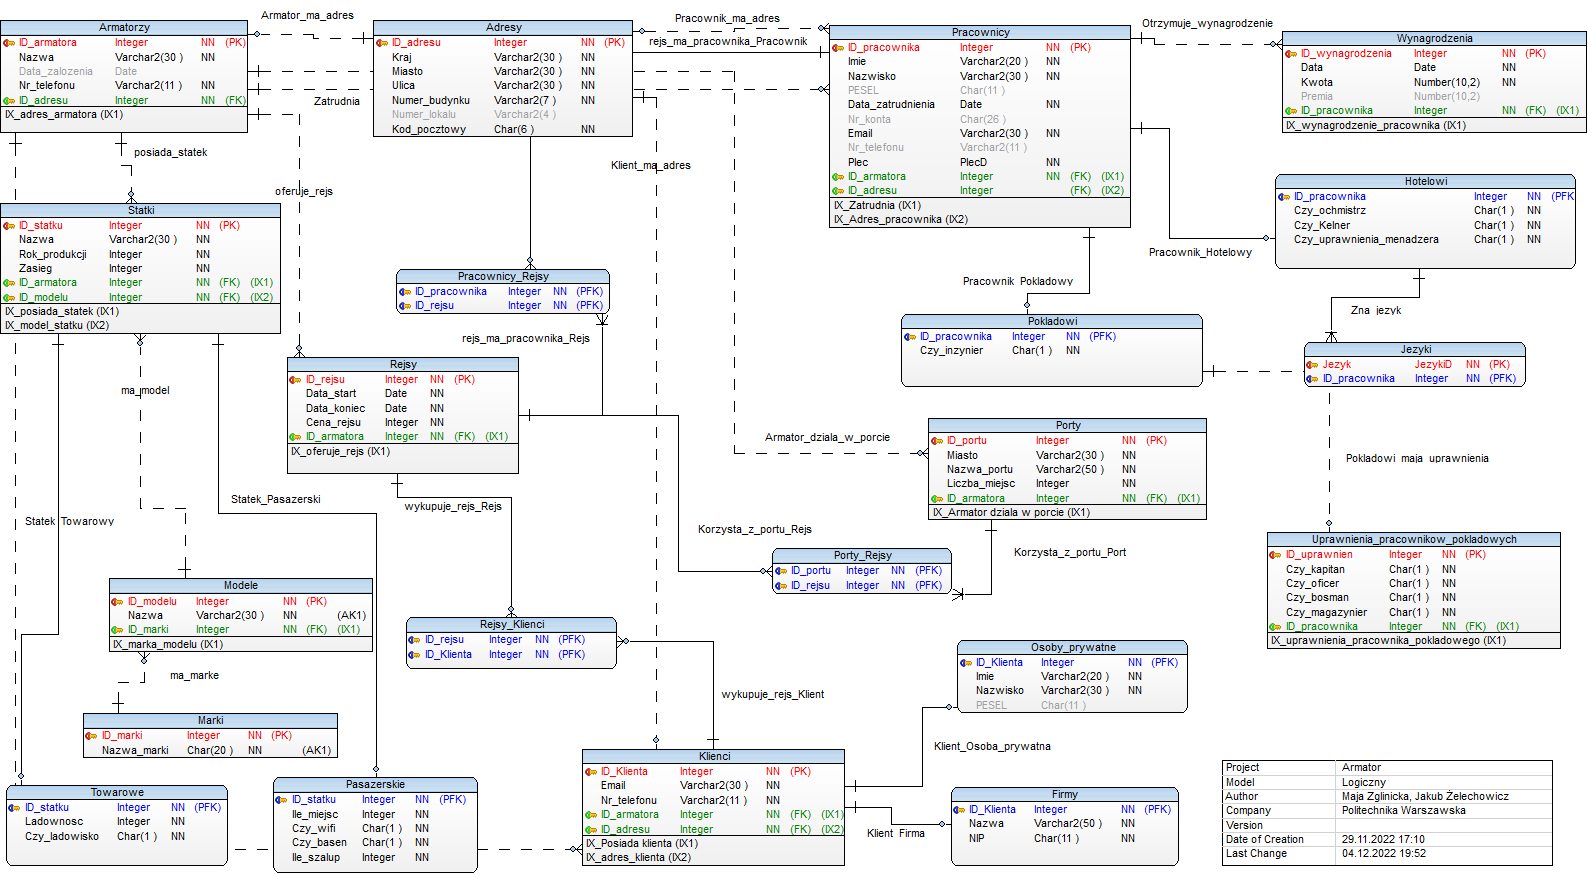 Armator_ma_adres
Pracownik_ma_adres
rejs_ma_pracownika_Pracownik
Otrzymuje_wynagrodzenie
Armatorzy
ID_armatora Integer NN (PK)
Nazwa Varchar2(30 ) NN
Data_zalozenia Date
Nr_telefonu Varchar2(11 ) NN
ID_adresu Integer NN (FK)
IX_adres_armatora (IX1)
Adresy
ID_adresu Integer NN (PK)
Kraj Varchar2(30 ) NN
Miasto Varchar2(30 ) NN
Ulica Varchar2(30 ) NN
Numer_budynku Varchar2(7 ) NN
Numer_lokalu Varchar2(4 )
Kod_pocztowy Char(6 ) NN
Pracownicy
ID_pracownika Integer NN (PK)
Imie Varchar2(20 ) NN
Nazwisko Varchar2(30 ) NN
PESEL Char(11 )
Data_zatrudnienia Date NN
Nr_konta Char(26 )
Email Varchar2(30 ) NN
Nr_telefonu Varchar2(11 )
Plec PlecD NN
ID_armatora Integer NN (FK) (IX1)
ID_adresu Integer (FK) (IX2)
IX_Zatrudnia (IX1)
IX_Adres_pracownika (IX2)
Wynagrodzenia
ID_wynagrodzenia Integer NN (PK)
Data Date NN
Kwota Number(10,2) NN
Premia Number(10,2)
ID_pracownika Integer NN (FK) (IX1)
IX_wynagrodzenie_pracownika (IX1)
Zatrudnia
posiada_statek
oferuje_rejs
Klient_ma_adres
Statki
ID_statku Integer NN (PK)
Nazwa Varchar2(30 ) NN
Rok_produkcji Integer NN
Zasieg Integer NN
ID_armatora Integer NN (FK) (IX1)
ID_modelu Integer NN (FK) (IX2)
IX_posiada_statek (IX1)
IX_model_statku (IX2)
Hotelowi
ID_pracownika Integer NN (PFK
Czy_ochmistrz Char(1 ) NN
Czy_Kelner Char(1 ) NN
Czy_uprawnienia_menadzera Char(1 ) NN
Pracownik_Hotelowy
Pracownik_Pokladowy
Pracownicy_Rejsy
ID_pracownika Integer NN (PFK)
ID_rejsu Integer NN (PFK)
Pokladowi
ID_pracownika Integer NN (PFK)
Czy_inzynier Char(1 ) NN
Zna_jezyk
Jezyki
Jezyk JezykiD NN (PK)
ID_pracownika Integer NN (PFK)
rejs_ma_pracownika_Rejs
Rejsy
ID_rejsu Integer NN (PK)
Data_start Date NN
Data_koniec Date NN
Cena_rejsu Integer NN
ID_armatora Integer NN (FK) (IX1)
IX_oferuje_rejs (IX1)
ma_model
Armator_dziala_w_porcie
Porty
ID_portu Integer NN (PK)
Miasto Varchar2(30 ) NN
Nazwa_portu Varchar2(50 ) NN
Liczba_miejsc Integer NN
ID_armatora Integer NN (FK) (IX1)
IX_Armator dziala w porcie (IX1)
Pokladowi_maja_uprawnienia
Statek_Pasazerski
wykupuje_rejs_Rejs
Statek_Towarowy
Korzysta_z_portu_Rejs
Korzysta_z_portu_Port
Porty_Rejsy
ID_portu Integer NN (PFK)
ID_rejsu Integer NN (PFK)
Uprawnienia_pracownikow_pokladowych
ID_uprawnien Integer NN (PK)
Czy_kapitan Char(1 ) NN
Czy_oficer Char(1 ) NN
Czy_bosman Char(1 ) NN
Czy_magazynier Char(1 ) NN
ID_pracownika Integer NN (FK) (IX1)
IX_uprawnienia_pracownika_pokladowego (IX1)
Modele
ID_modelu Integer NN (PK)
Nazwa Varchar2(30 ) NN (AK1)
ID_marki Integer NN (FK) (IX1)
IX_marka_modelu (IX1)
Rejsy_Klienci
ID_rejsu Integer NN (PFK)
ID_Klienta Integer NN (PFK)
Osoby_prywatne
ID_Klienta Integer NN (PFK)
Imie Varchar2(20 ) NN
Nazwisko Varchar2(30 ) NN
PESEL Char(11 )
ma_marke
wykupuje_rejs_Klient
Marki
ID_marki Integer NN (PK)
Nazwa_marki Char(20 ) NN (AK1)
Klient_Osoba_prywatna
Towarowe
ID_statku Integer NN (PFK)
Ladownosc Integer NN
Czy_ladowisko Char(1 ) NN
Pasazerskie
ID_statku Integer NN (PFK)
Ile_miejsc Integer NN
Czy_wifi Char(1 ) NN
Czy_basen Char(1 ) NN
Ile_szalup Integer NN
Klienci
ID_Klienta Integer NN (PK)
Email Varchar2(30 ) NN
Nr_telefonu Varchar2(11 ) NN
ID_armatora Integer NN (FK) (IX1)
ID_adresu Integer NN (FK) (IX2)
IX_Posiada klienta (IX1)
IX_adres_klienta (IX2)
Klient_Firma
Firmy
ID_Klienta Integer NN (PFK)
Nazwa Varchar2(50 ) NN
NIP Char(11 ) NN
Project Armator
Model Logiczny
Author Maja Zglinicka, Jakub Żelechowicz
Company Politechnika Warszawska
Version
Date of Creation 29.11.2022 17:10
Last Change 04.12.2022 19:52